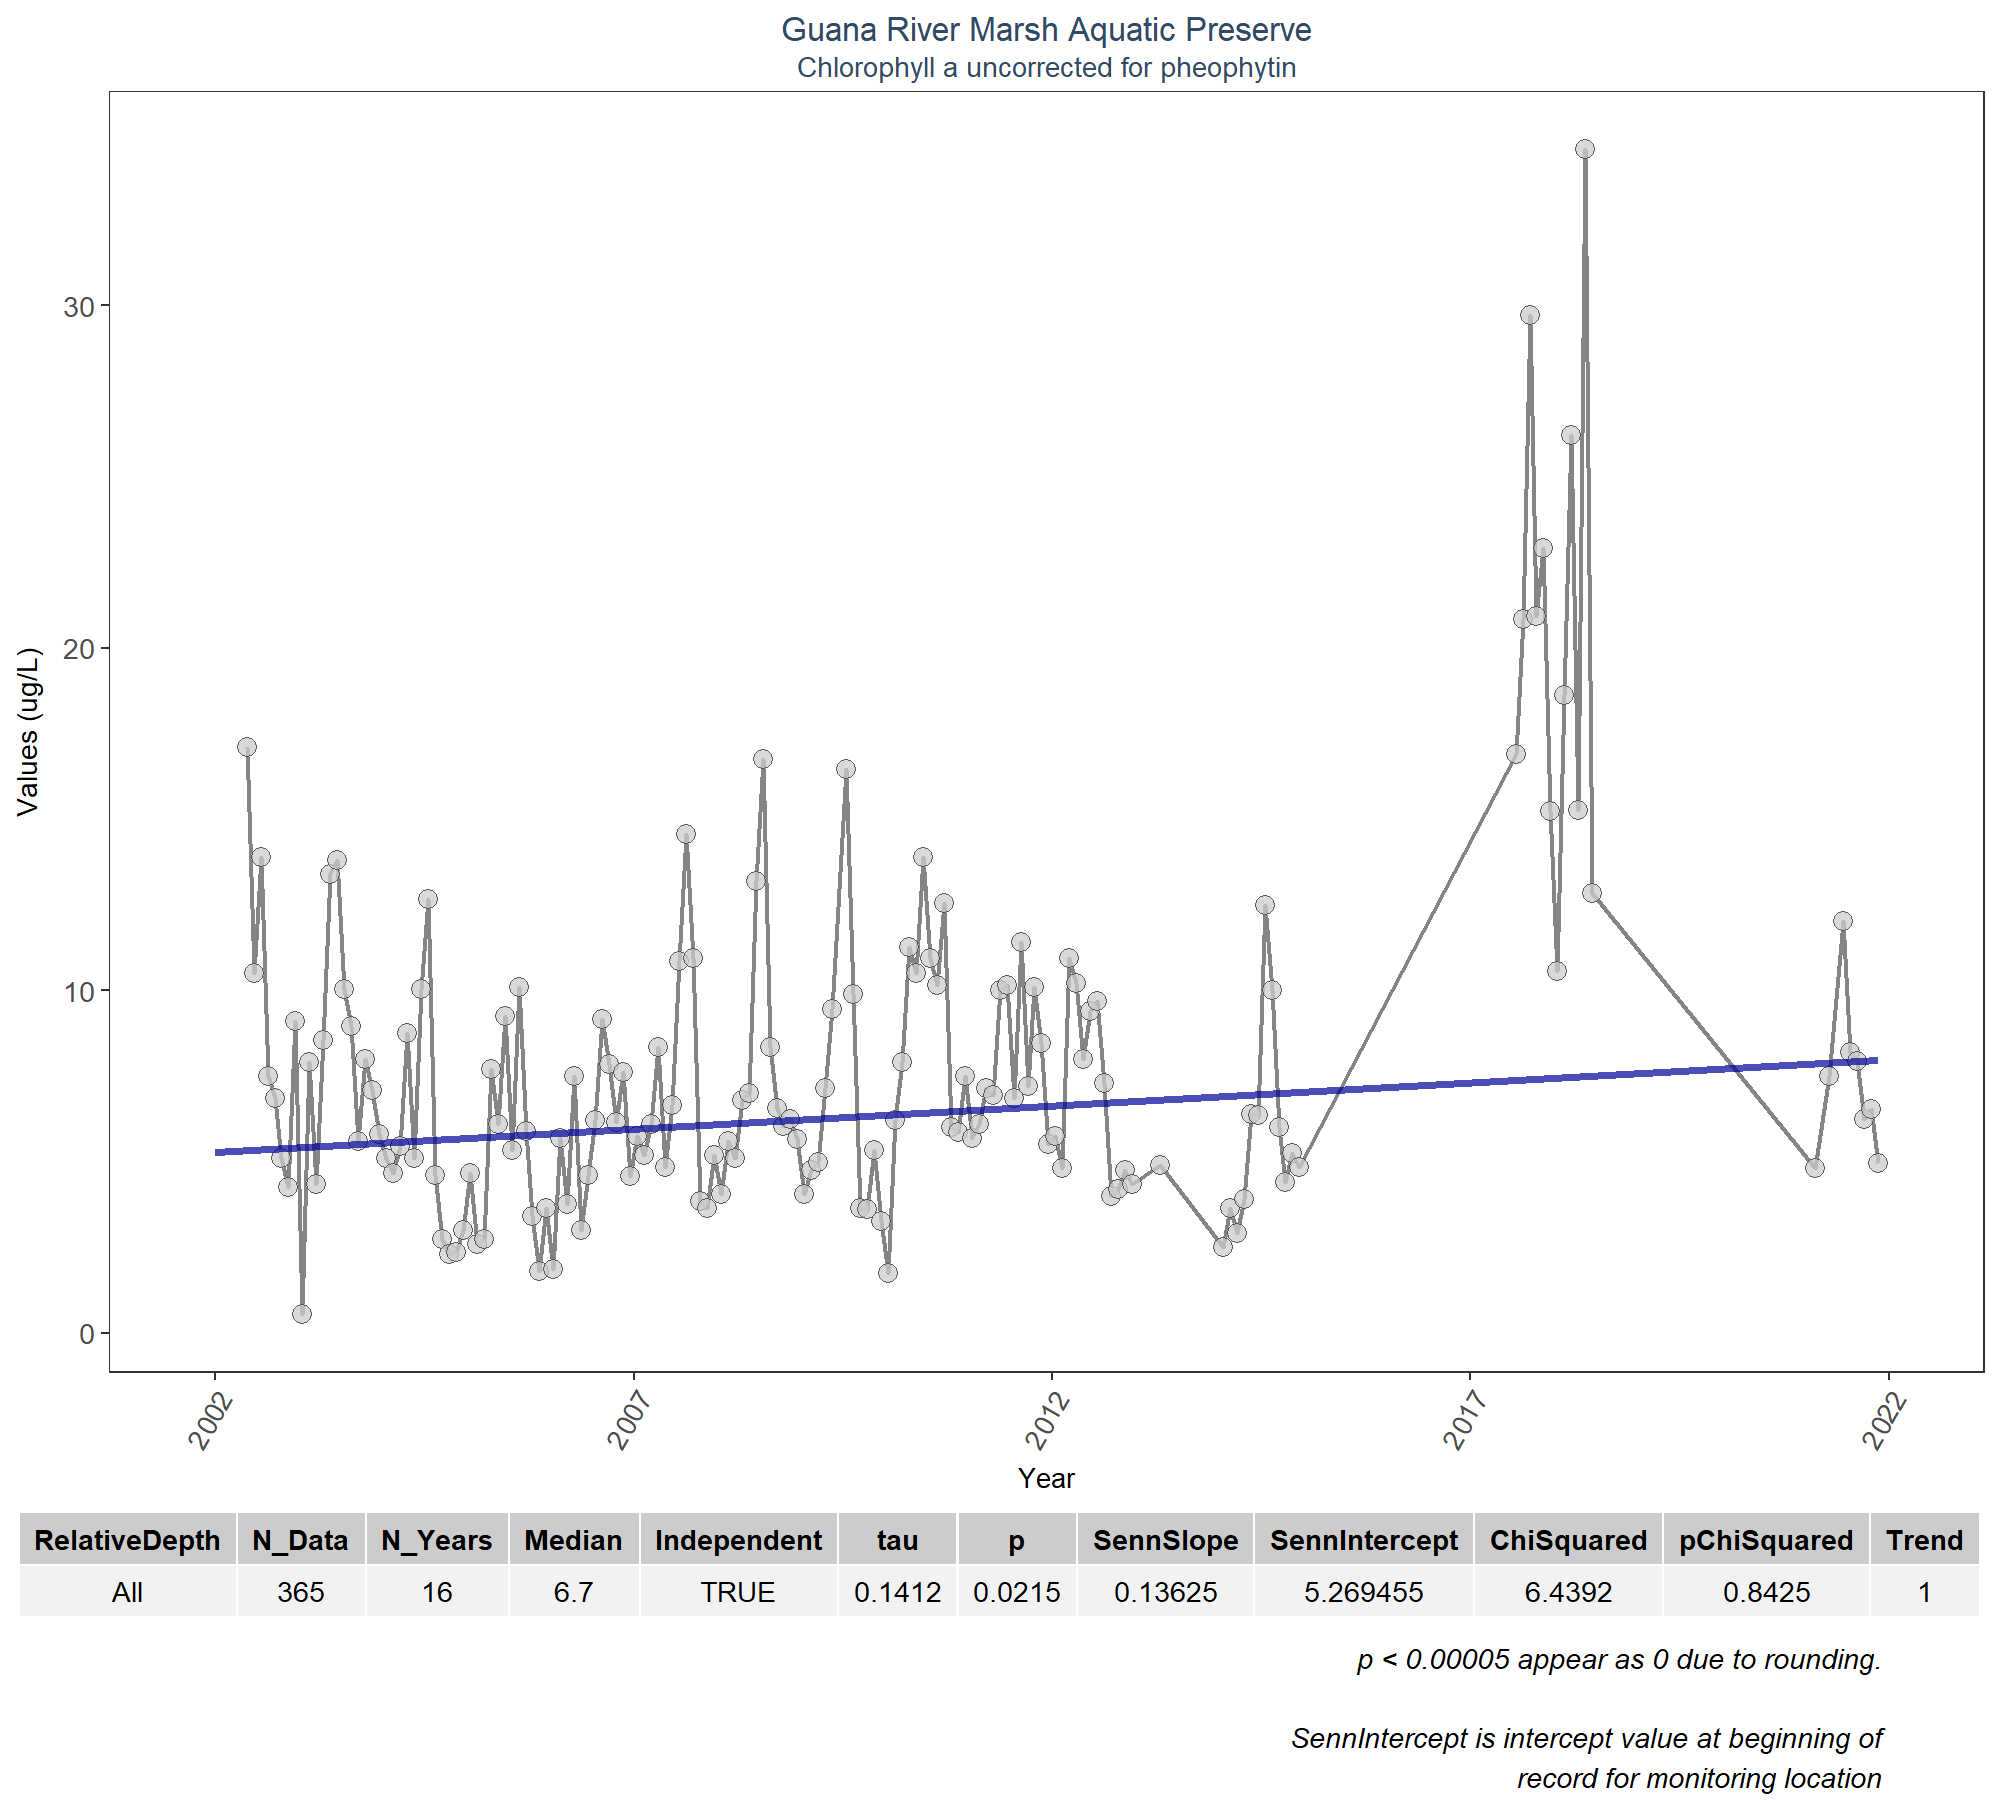 Guana River Marsh Aquatic Preserve
Chlorophyll a uncorrected for pheophytin
Values (ug/L)
30
20
10
0
2002 2007 2012 2017 2022
Year
RelativeDepth N_Data N_Years Median Independent tau p SennSlope SennIntercept ChiSquared pChiSquared Trend
All 365 16 6.7 TRUE 0.1412 0.0215 0.13625 5.269455 6.4392 0.8425 1
p < 0.00005 appear as 0 due to rounding.
SennIntercept is intercept value at beginning of
record for monitoring location